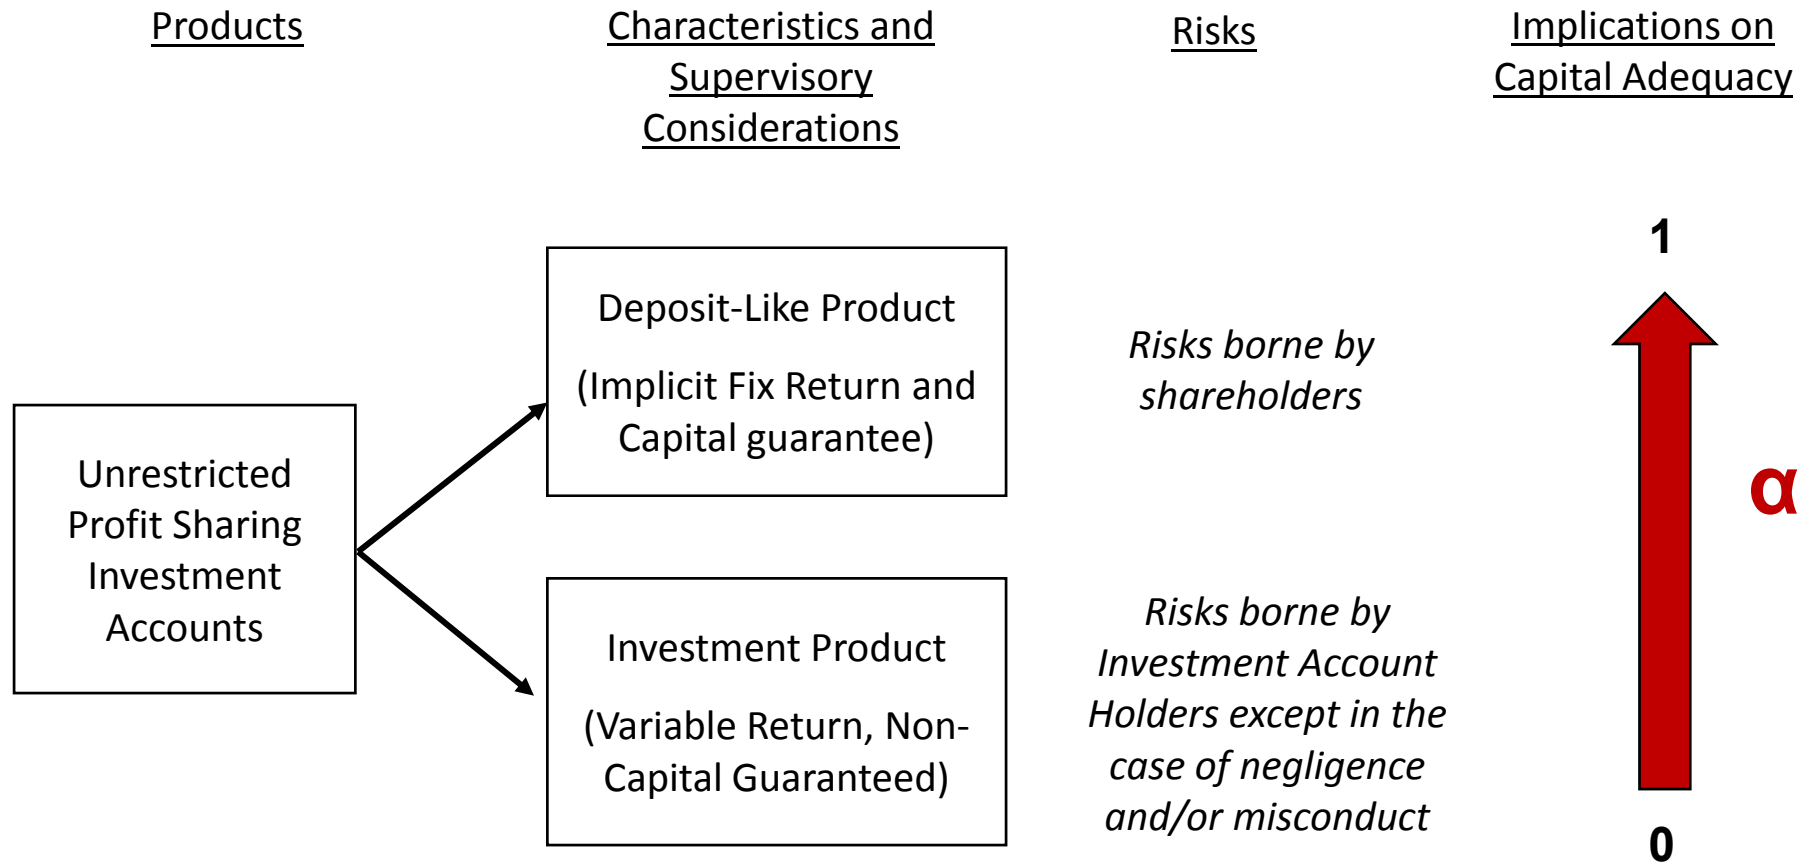 Products
Characteristics and
Supervisory
Considerations
Risks
Implications on
Capital Adequacy
Unrestricted
Profit Sharing
Investment
Accounts
Deposit-Like Product
(Implicit Fix Return and
Capital guarantee)
Risks borne by
shareholders
Investment Product
(Variable Return, Non-
Capital Guaranteed)
Risks borne by
Investment Account
Holders except in the
case of negligence
and/or misconduct
1
α
0